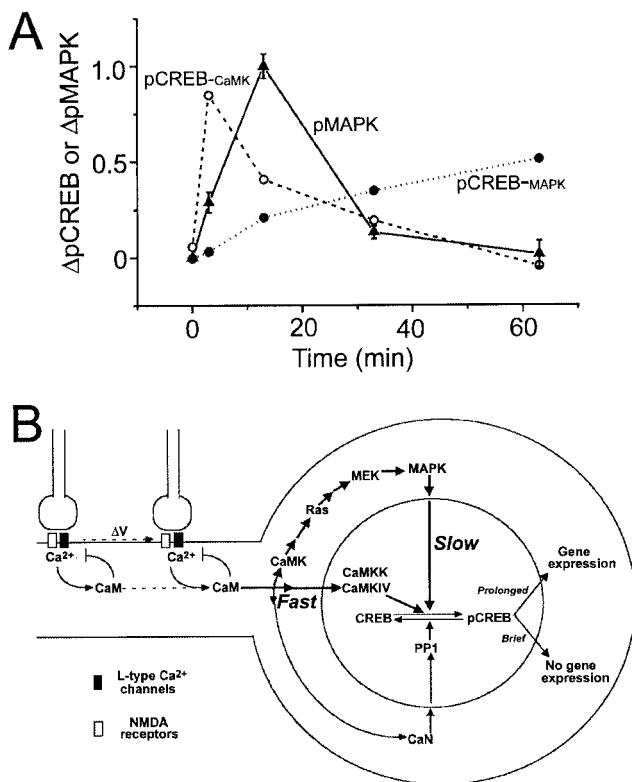 A
ΔpCREB or ΔpMAPK
1.0
0.5
0
pCREB-CaMK
pMAPK
pCREB-MAPK
0
20
40
60
Time (min)
B
ΔV
Ca2+
Ca2+
CaM
CaM
CaMK
Ras
MEK
MAPK
Fast
Slow
CaMKK
CaMKIV
CREB
pCREB
PP1
CaN
Prolonged
Brief
Gene
expression
No gene
expression
L-type Ca2+
channels
NMDA
receptors